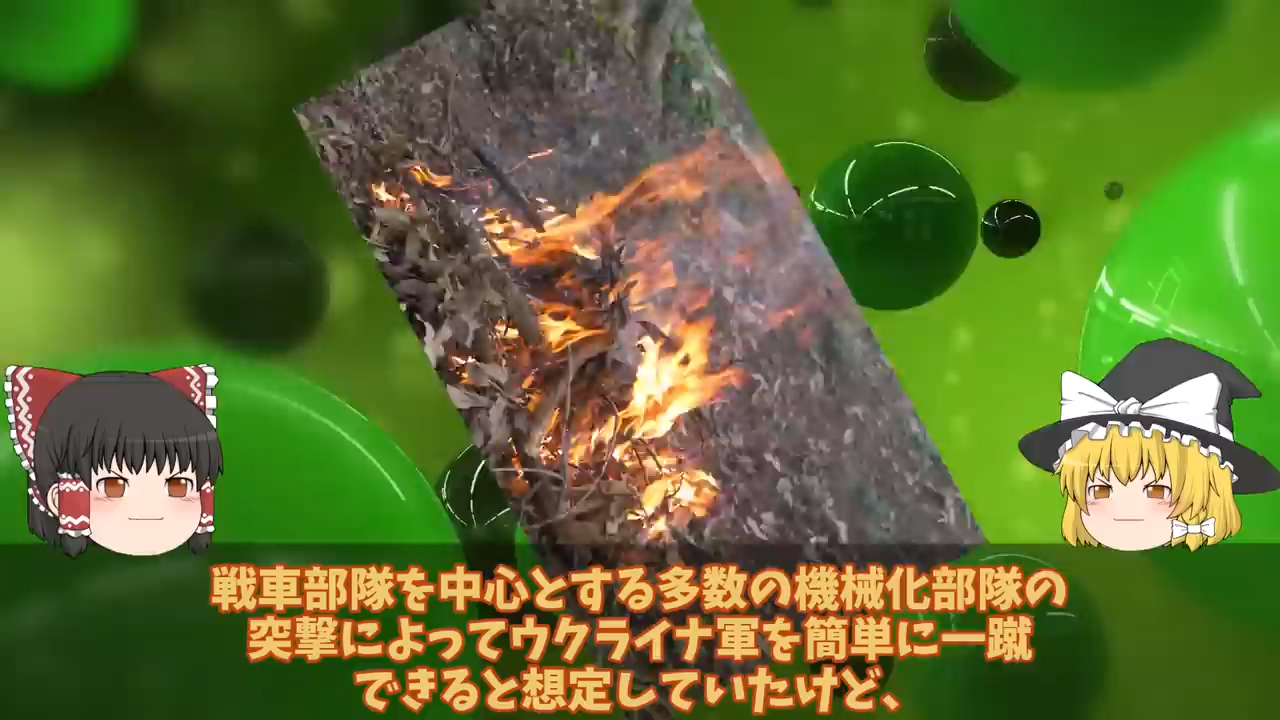 戦車部隊を中心とする多数の機械化部隊の
突撃によってウクライナ軍を簡単に一蹴
できると想定していたけど、